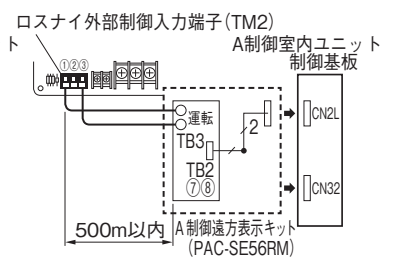 ロスナイ外部制御入力端子(TM2)
ト
A制御室内ユニット
制御基板
①②③
運転
2
CN2L
TB3
TB2
⑦⑧
CN32
500m以内
A制御遠方表示キット
(PAC-SE56RM)